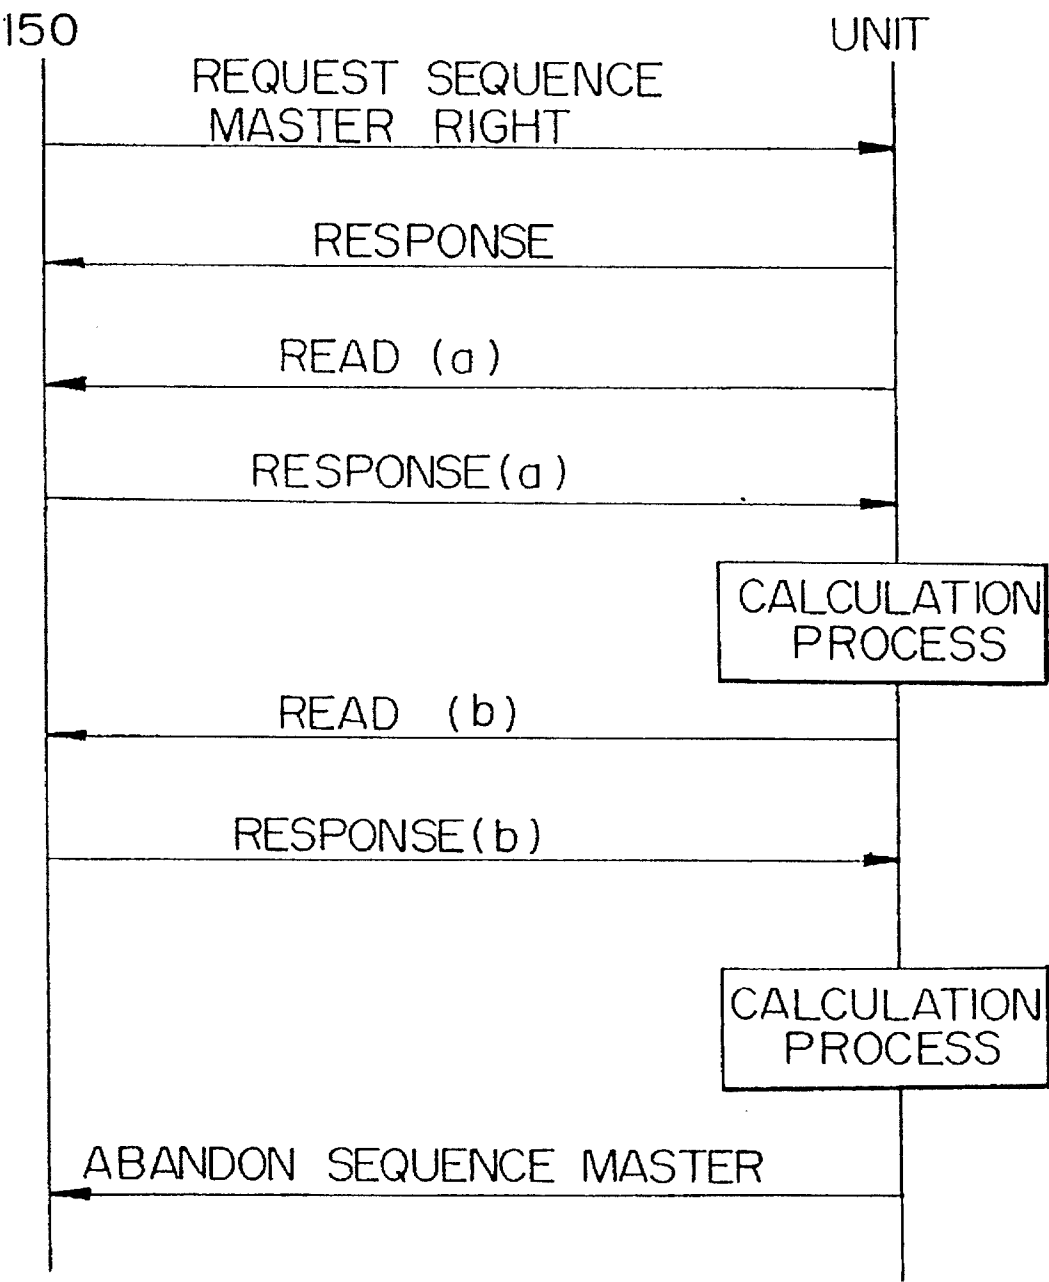 150
UNIT
REQUEST SEQUENCE
MASTER RIGHT
RESPONSE
READ (a)
RESPONSE(a)
CALCULATION
PROCESS
READ (b)
RESPONSE(b)
CALCULATION
PROCESS
ABANDON SEQUENCE MASTER